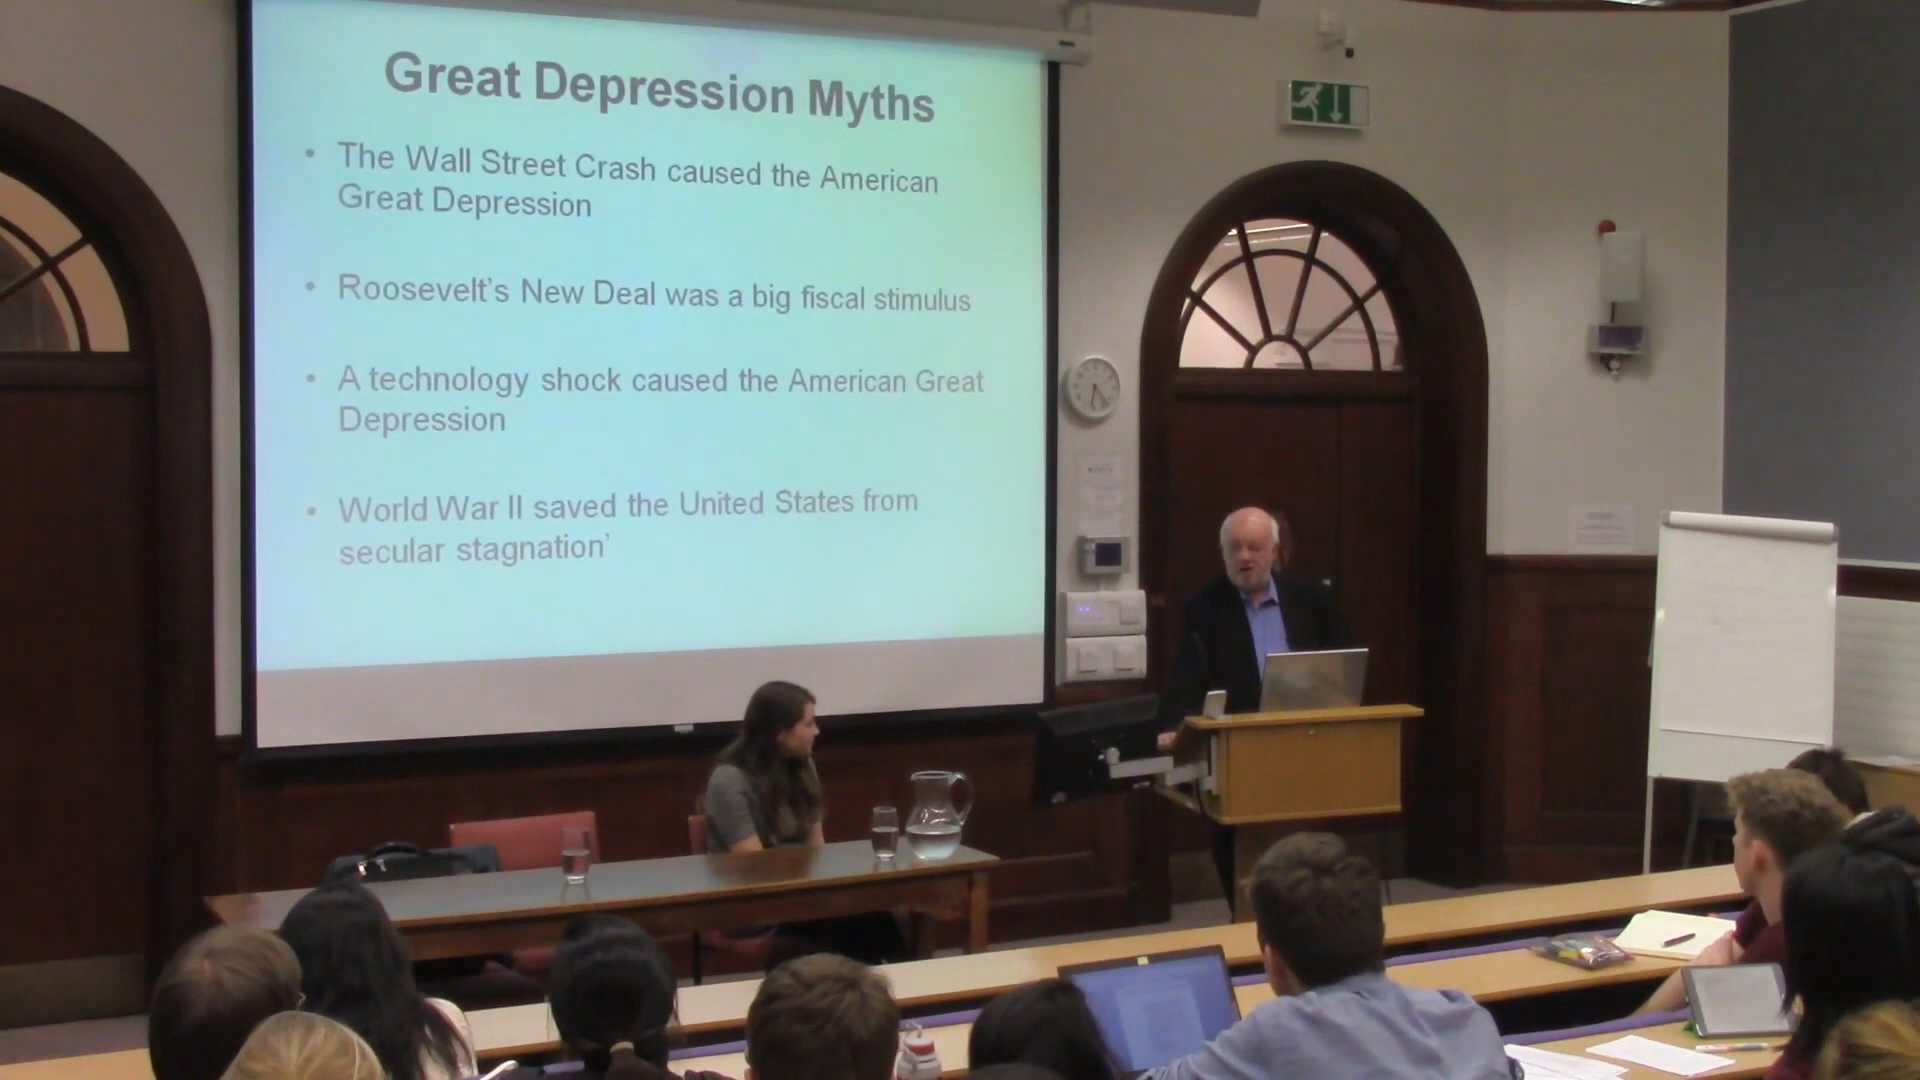 Great Depression Myths
• The Wall Street Crash caused the American
Great Depression
• Roosevelt's New Deal was a big fiscal stimulus
• A technology shock caused the American Great
Depression
• World War II saved the United States from
secular stagnation'